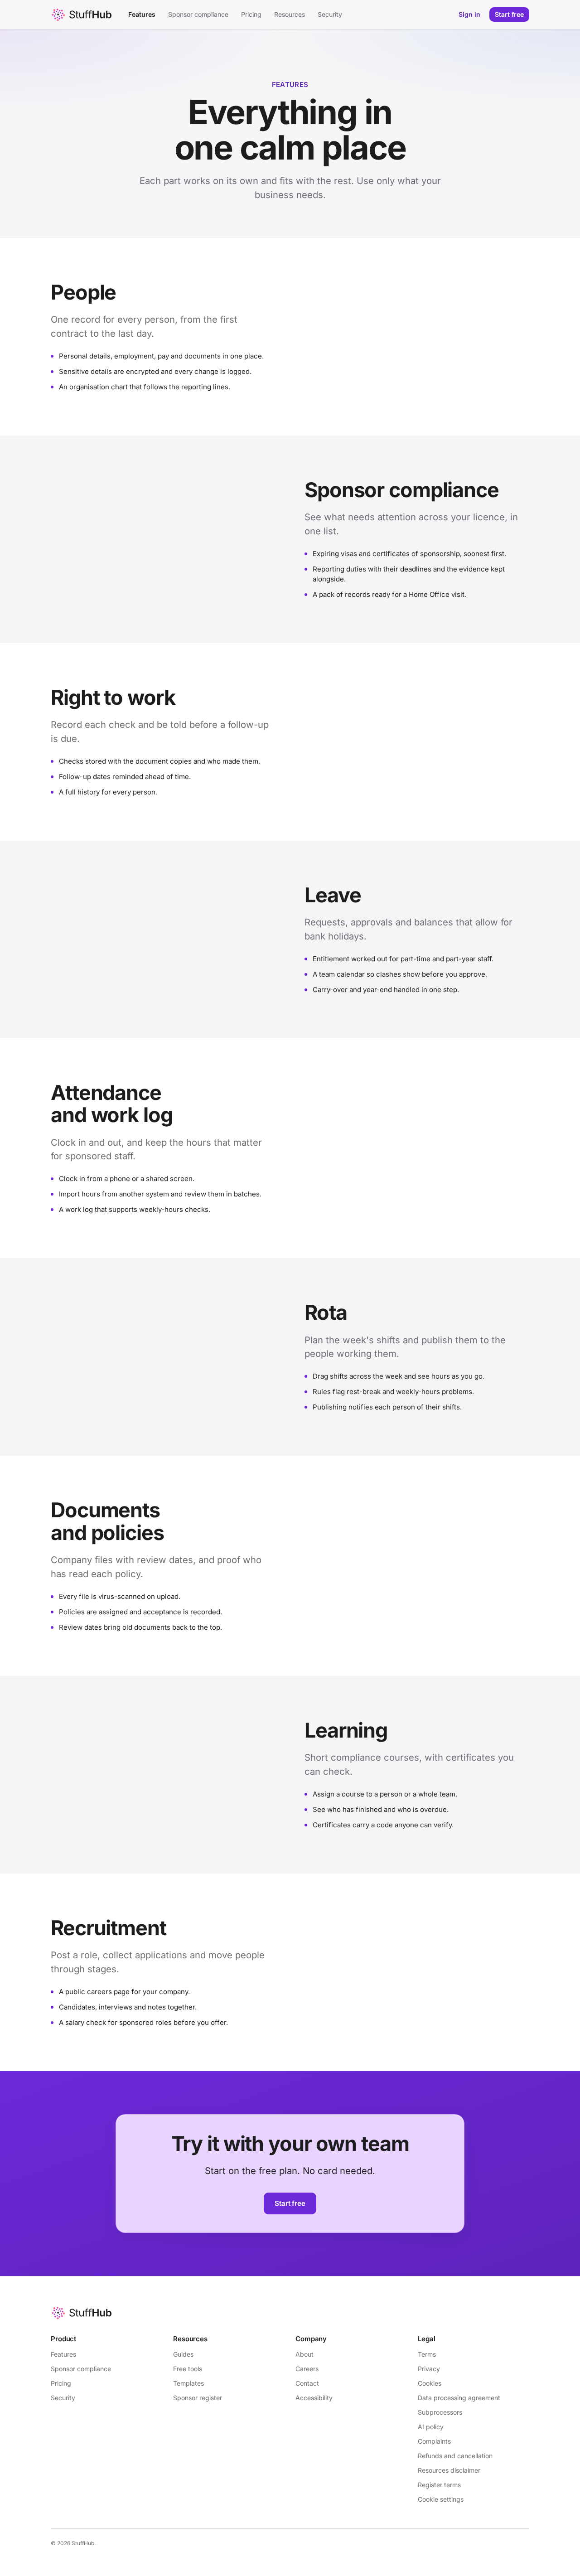 StuffHub
Features
Sponsor compliance
Pricing
Resources
Security
Sign in
Start free
FEATURES
Everything in
one calm place
Each part works on its own and fits with the rest. Use only what your
business needs.
People
One record for every person, from the first
contract to the last day.
Personal details, employment, pay and documents in one place.
Sensitive details are encrypted and every change is logged.
An organisation chart that follows the reporting lines.
Sponsor compliance
See what needs attention across your licence, in
one list.
Expiring visas and certificates of sponsorship, soonest first.
Reporting duties with their deadlines and the evidence kept
alongside.
A pack of records ready for a Home Office visit.
Right to work
Record each check and be told before a follow-up
is due.
Checks stored with the document copies and who made them.
Follow-up dates reminded ahead of time.
A full history for every person.
Leave
Requests, approvals and balances that allow for
bank holidays.
Entitlement worked out for part-time and part-year staff.
A team calendar so clashes show before you approve.
Carry-over and year-end handled in one step.
Attendance
and work log
Clock in and out, and keep the hours that matter
for sponsored staff.
Clock in from a phone or a shared screen.
Import hours from another system and review them in batches.
A work log that supports weekly-hours checks.
Rota
Plan the week's shifts and publish them to the
people working them.
Drag shifts across the week and see hours as you go.
Rules flag rest-break and weekly-hours problems.
Publishing notifies each person of their shifts.
Documents
and policies
Company files with review dates, and proof who
has read each policy.
Every file is virus-scanned on upload.
Policies are assigned and acceptance is recorded.
Review dates bring old documents back to the top.
Learning
Short compliance courses, with certificates you
can check.
Assign a course to a person or a whole team.
See who has finished and who is overdue.
Certificates carry a code anyone can verify.
Recruitment
Post a role, collect applications and move people
through stages.
A public careers page for your company.
Candidates, interviews and notes together.
A salary check for sponsored roles before you offer.
Try it with your own team
Start on the free plan. No card needed.
Start free
StuffHub
Product
Features
Sponsor compliance
Pricing
Security
Resources
Guides
Free tools
Templates
Sponsor register
Company
About
Careers
Contact
Accessibility
Legal
Terms
Privacy
Cookies
Data processing agreement
Subprocessors
AI policy
Complaints
Refunds and cancellation
Resources disclaimer
Register terms
Cookie settings
© 2026 StuffHub.